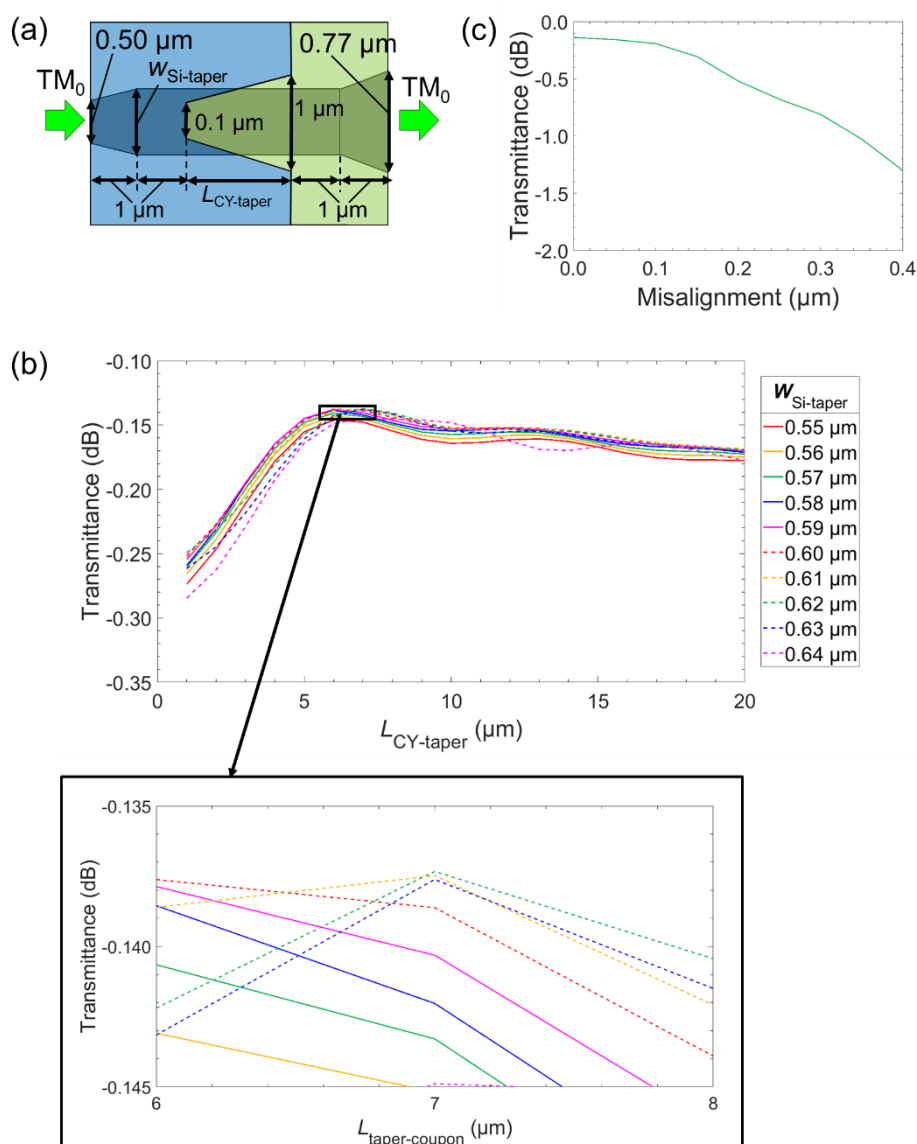 (a)
0.50 µm
0.77 µm
W Si-taper
TM0
TM0
0.1 µm
1 µm
1 µm
LCY-taper
1 µm
(c)
0.0
-0.5
-1.0
-1.5
-2.0
Transmittance (dB)
0.0 0.1 0.2 0.3 0.4
Misalignment (µm)
(b)
-0.10
-0.15
-0.20
-0.25
-0.30
-0.35
Transmittance (dB)
0 5 10 15 20
LCY-taper (µm)
W Si-taper
0.55 µm
0.56 µm
0.57 µm
0.58 µm
0.59 µm
0.60 µm
0.61 µm
0.62 µm
0.63 µm
0.64 µm
-0.135
-0.140
-0.145
Transmittance (dB)
6 7 8
Ltaper-coupon (µm)